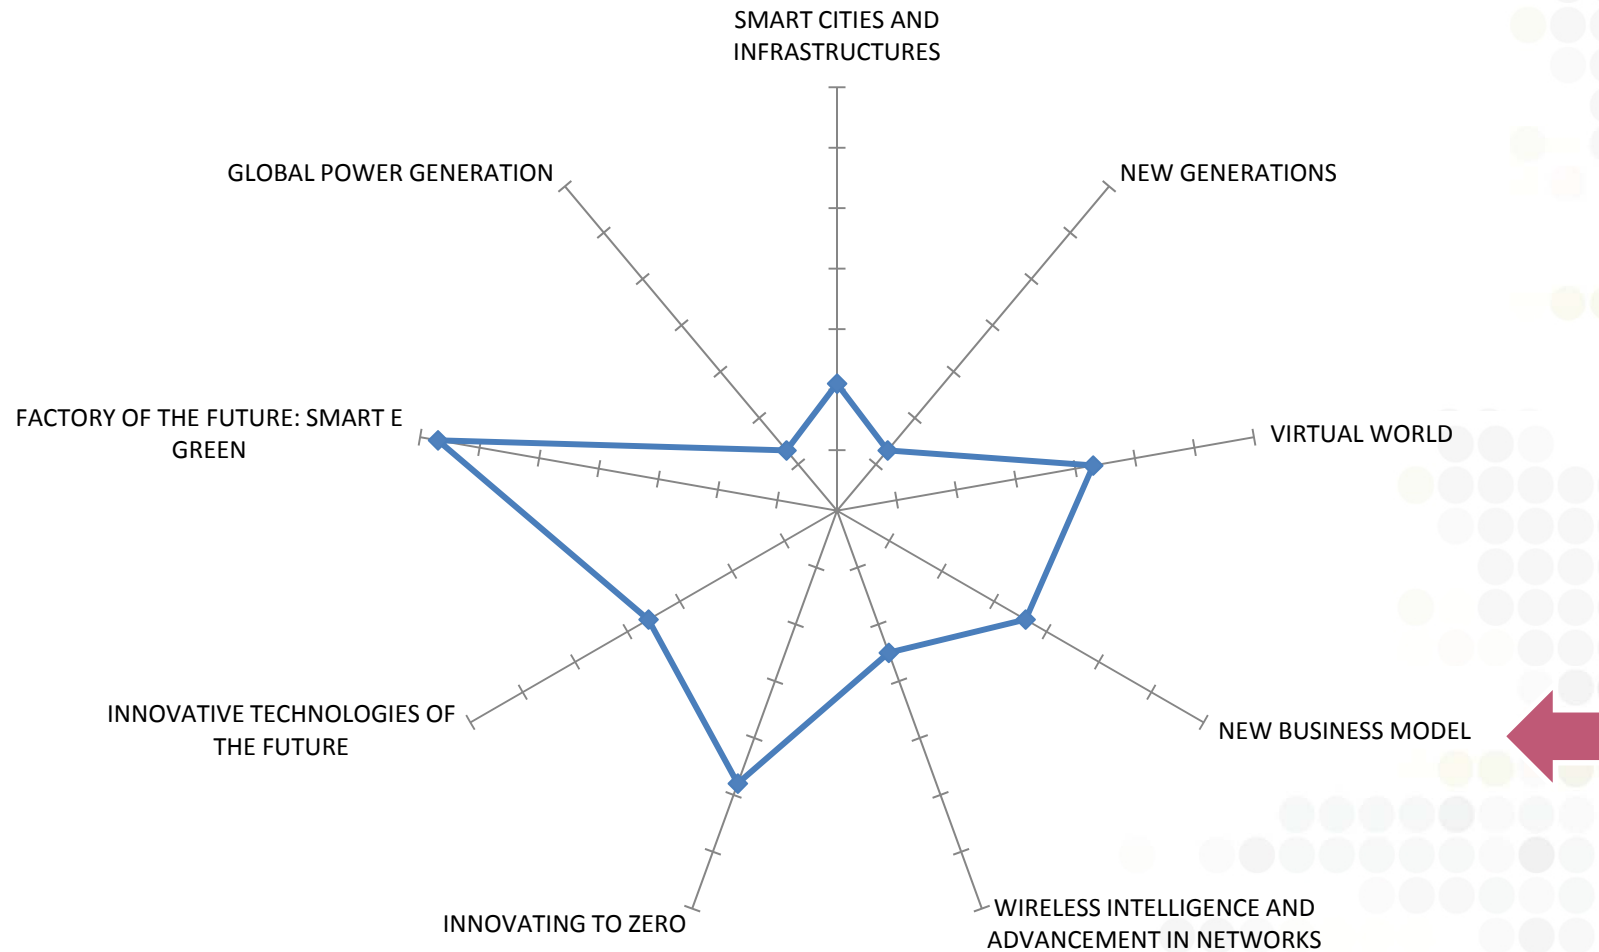 SMART CITIES AND
INFRASTRUCTURES
GLOBAL POWER GENERATION
NEW GENERATIONS
FACTORY OF THE FUTURE: SMART E
GREEN
VIRTUAL WORLD
INNOVATIVE TECHNOLOGIES OF
THE FUTURE
NEW BUSINESS MODEL
INNOVATING TO ZERO
WIRELESS INTELLIGENCE AND
ADVANCEMENT IN NETWORKS